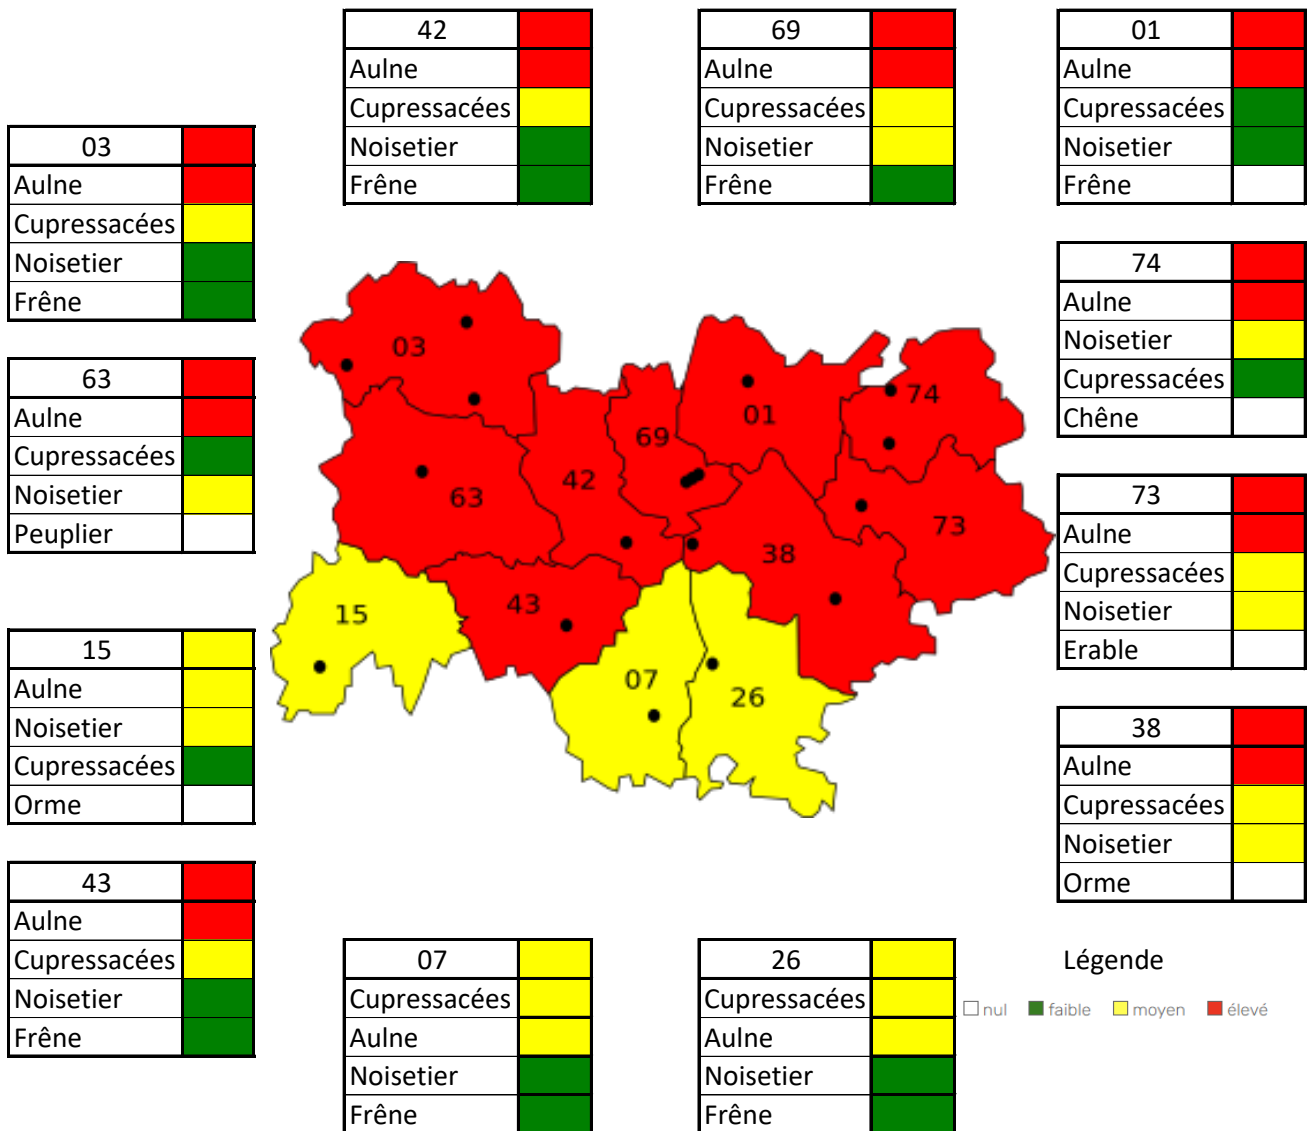 42
Aulne
Cupressacées
Noisetier
Frêne
69
Aulne
Cupressacées
Noisetier
Frêne
01
Aulne
Cupressacées
Noisetier
Frêne
03
Aulne
Cupressacées
Noisetier
Frêne
74
Aulne
Noisetier
Cupressacées
Chêne
63
Aulne
Cupressacées
Noisetier
Peuplier
03
74
01
69
42
63
73
38
43
15
07
26
73
Aulne
Cupressacées
Noisetier
Erable
15
Aulne
Noisetier
Cupressacées
Orme
38
Aulne
Cupressacées
Noisetier
Orme
43
Aulne
Cupressacées
Noisetier
Frêne
07
Cupressacées
Aulne
Noisetier
Frêne
26
Cupressacées
Aulne
Noisetier
Frêne
Légende
nul faible moyen élevé